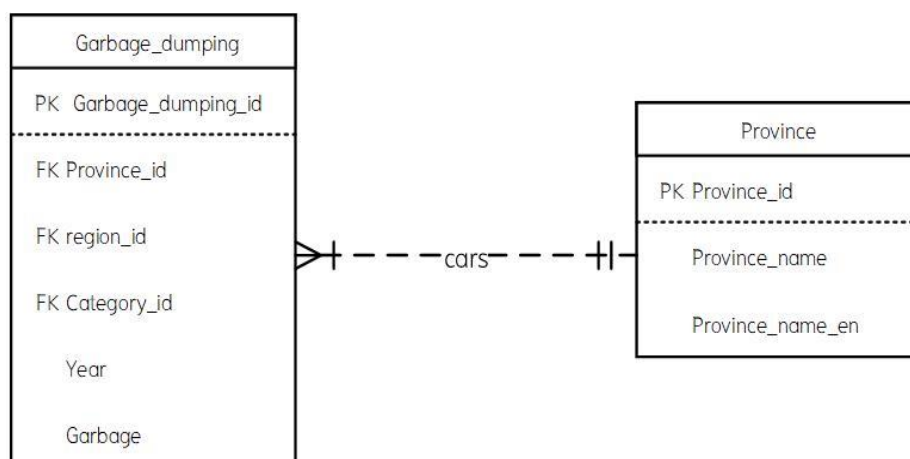 Garbage_dumping
PK Garbage_dumping_id
FK Province_id
FK region_id
FK Category_id
Year
Garbage
cars
Province
PK Province_id
Province_name
Province_name_en